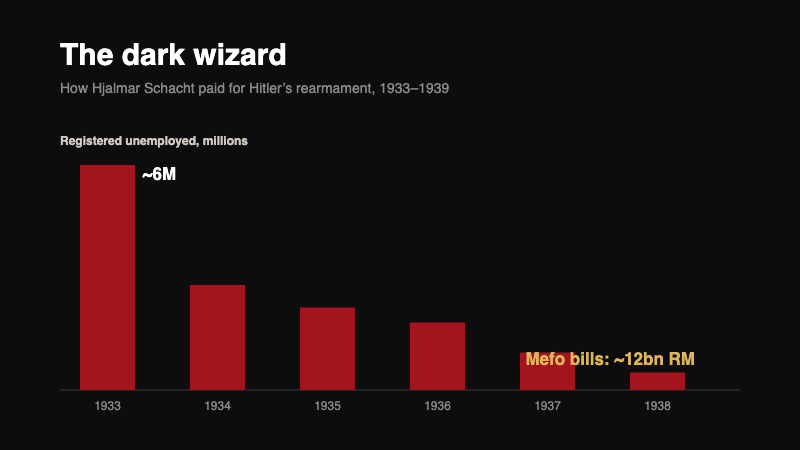 The dark wizard
How Hjalmar Schacht paid for Hitler’s rearmament, 1933–1939
Registered unemployed, millions
~6M
Mefo bills: ~12bn RM
1933 1934 1935 1936 1937 1938